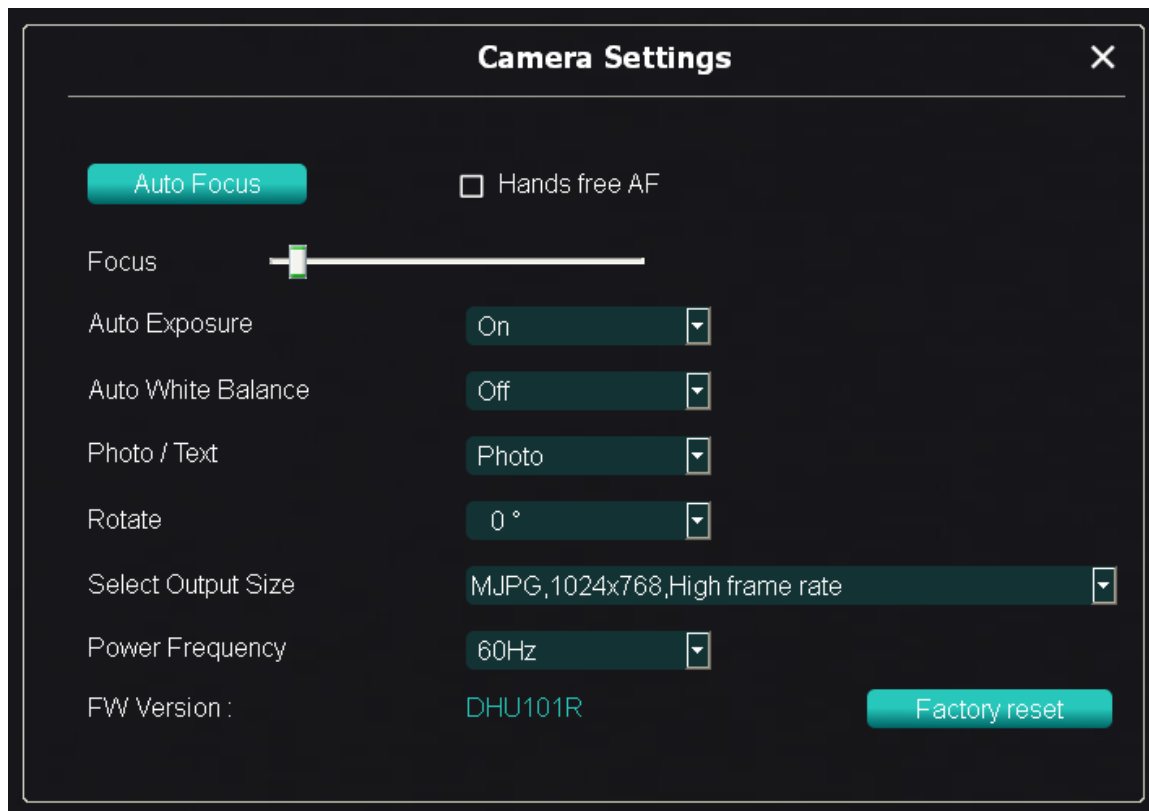 Camera Settings
Auto Focus
Hands free AF
Focus
Auto Exposure
On
Auto White Balance
Off
Photo / Text
Photo
Rotate
0 °
Select Output Size
MJPG,1024x768,High frame rate
Power Frequency
60Hz
FW Version :
DHU101R
Factory reset